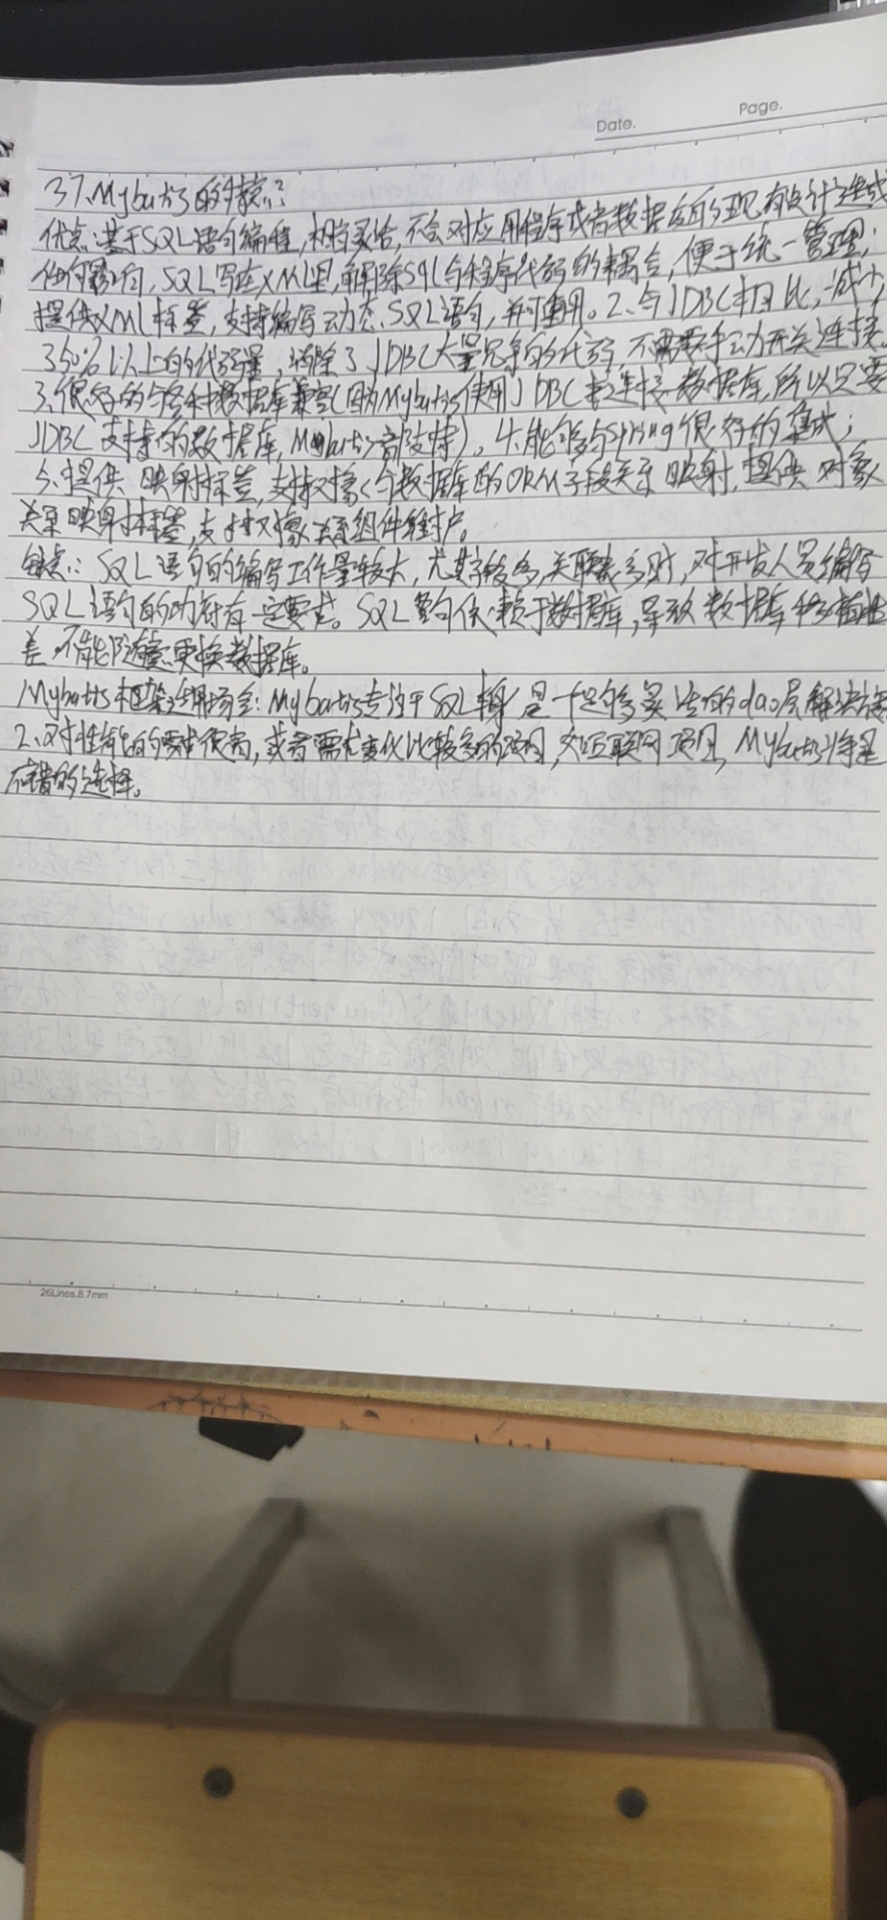 Date.
Page.
37.Mybatis的优缺点?
优点:基于SQL语句编程,相当灵活,不会对应用程序或者数据库的现有设计造成
任何影响,SQL写在XML里,解除sql与程序代码的耦合,便于统一管理;
提供XML标签,支持编写动态SQL语句,并可重用。2.与JDBC相比,减少
350%以上的代码量,消除了JDBC大量冗余的代码,不需要手动开关连接.
3.很好的与各种数据库兼容(因为Mybatis使用JDBC来连接数据库,所以只要
JDBC支持的数据库,Mybatis都支持)。4.能够与Spring很好的集成;
5.提供映射标签,支持对象与数据库的ORM字段关系映射,提供对象
关系映射标签,支持对象关系组件维护。
缺点:SQL语句的编写工作量较大,尤其字段多,关联表多时,对开发人员编写
SQL语句的功底有一定要求。SQL语句依赖于数据库,导致数据库移植性
差,不能随意更换数据库。
Mybatis框架适用场合:Mybatis专注于SQL本身,是一个足够灵活的dao层解决方案
2.对性能的要求很高,或者需求变化比较多的项目,如互联网项目,Mybatis将是
不错的选择。
26Lines.8.7mm